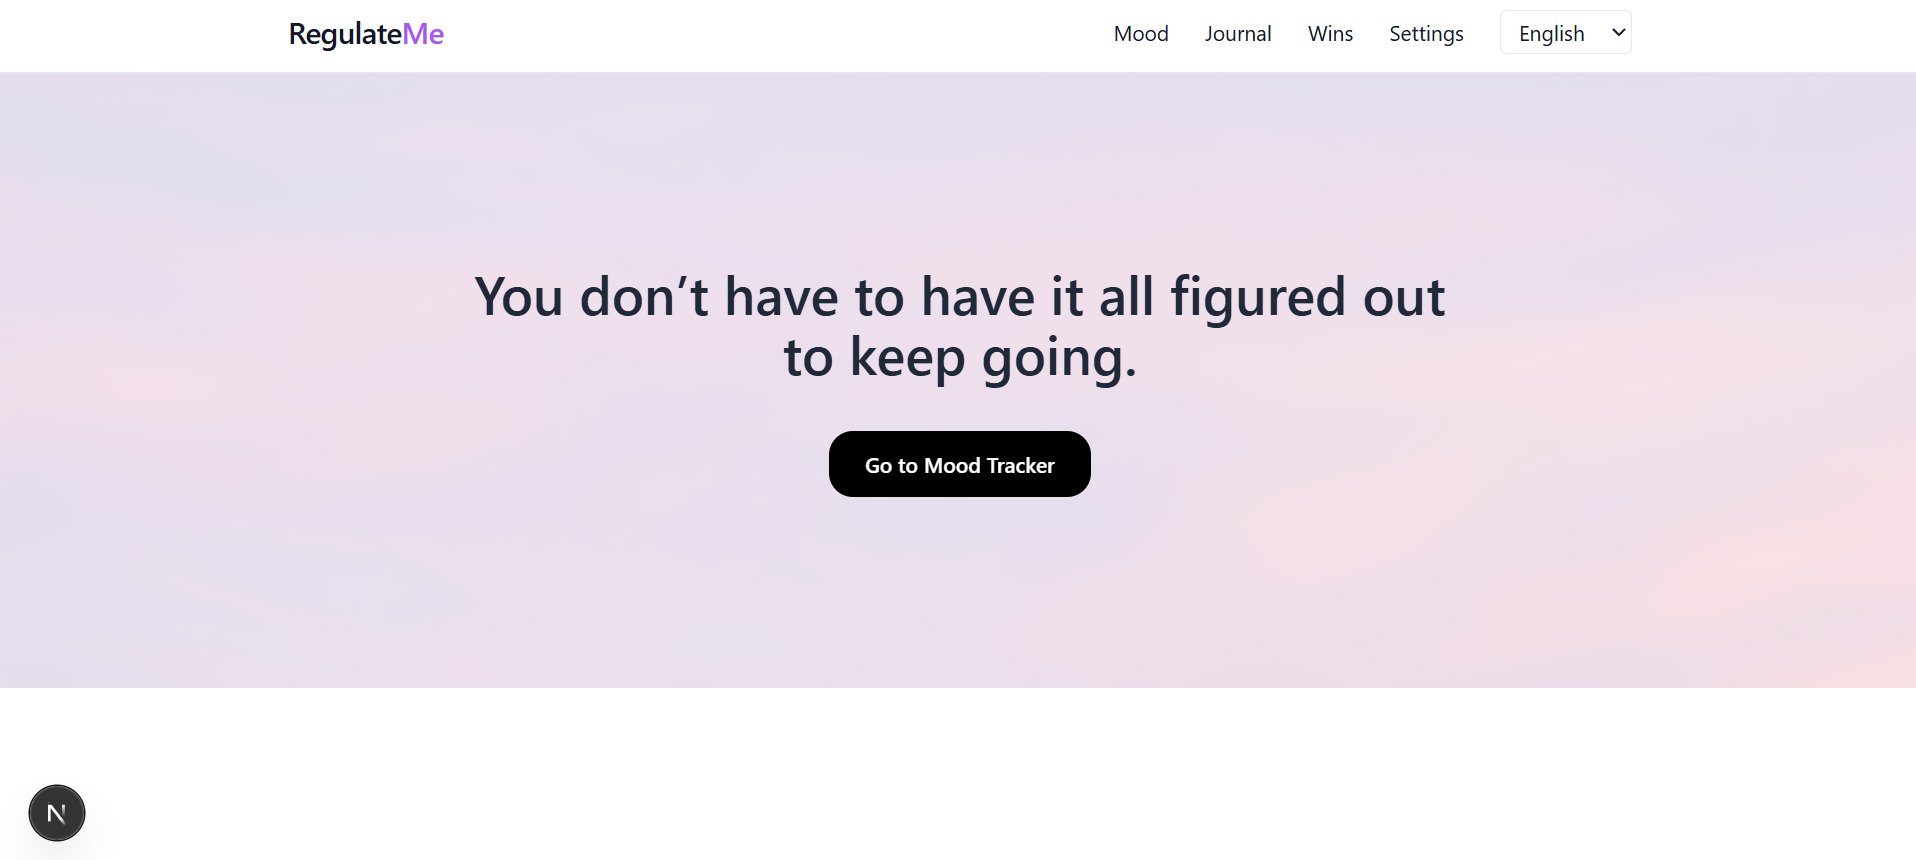 RegulateMe
Mood Journal Wins Settings English
You don’t have to have it all figured out
to keep going.
Go to Mood Tracker
N